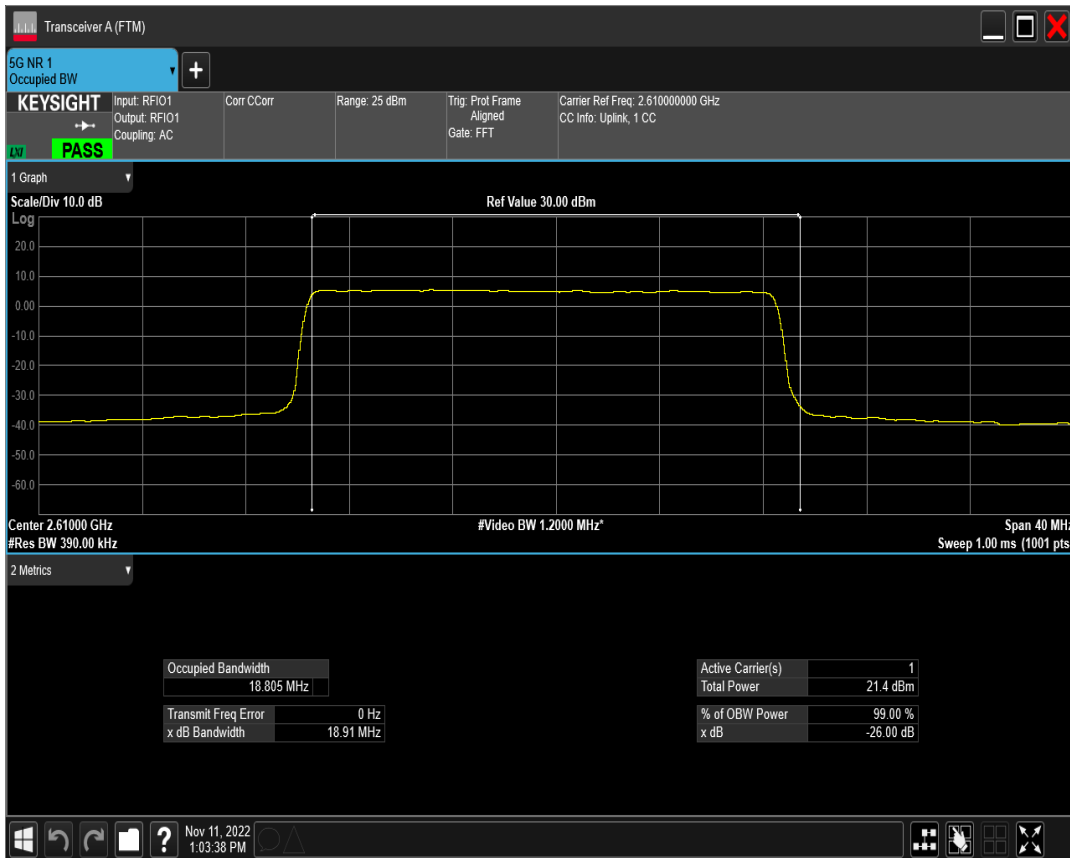 Transceiver A (FTM)
5G NR 1
Occupied BW
+
KEYSIGHT
LXI
PASS
Input: RFIO1
Output: RFIO1
Coupling: AC
Corr CCorr
Range: 25 dBm
Trig: Prot Frame
Aligned
Gate: FFT
Carrier Ref Freq: 2.610000000 GHz
CC Info: Uplink, 1 CC
1 Graph
Scale/Div 10.0 dB
Ref Value 30.00 dBm
Log
20.0
10.0
0.00
-10.0
-20.0
-30.0
-40.0
-50.0
-60.0
Center 2.61000 GHz
#Video BW 1.2000 MHz*
Span 40 MHz
#Res BW 390.00 kHz
Sweep 1.00 ms (1001 pts
2 Metrics
Occupied Bandwidth
18.805 MHz
Transmit Freq Error 0 Hz
x dB Bandwidth 18.91 MHz
Active Carrier(s) 1
Total Power 21.4 dBm
% of OBW Power 99.00 %
x dB -26.00 dB
?
Nov 11, 2022
1:03:38 PM